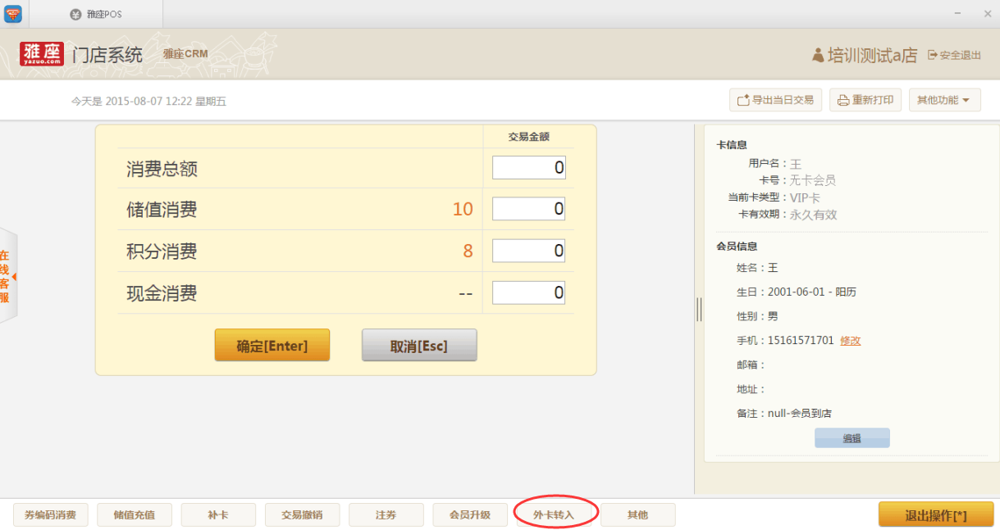 雅座POS
雅座
yazuo.com
门店系统
雅座CRM
培训测试a店
安全退出
今天是 2015-08-07 12:22 星期五
导出当日交易
重新打印
其他功能
交易金额
消费总额 0
储值消费 10 0
积分消费 8 0
现金消费 -- 0
确定[Enter]
取消[Esc]
在线客服
卡信息
用户名：王
卡号：无卡会员
当前卡类型：VIP卡
卡有效期：永久有效
会员信息
姓名：王
生日：2001-06-01 - 阳历
性别：男
手机：15161571701 修改
邮箱：
地址：
备注：null-会员到店
编辑
券编码消费
储值充值
补卡
交易撤销
注券
会员升级
外卡转入
其他
退出操作[*]